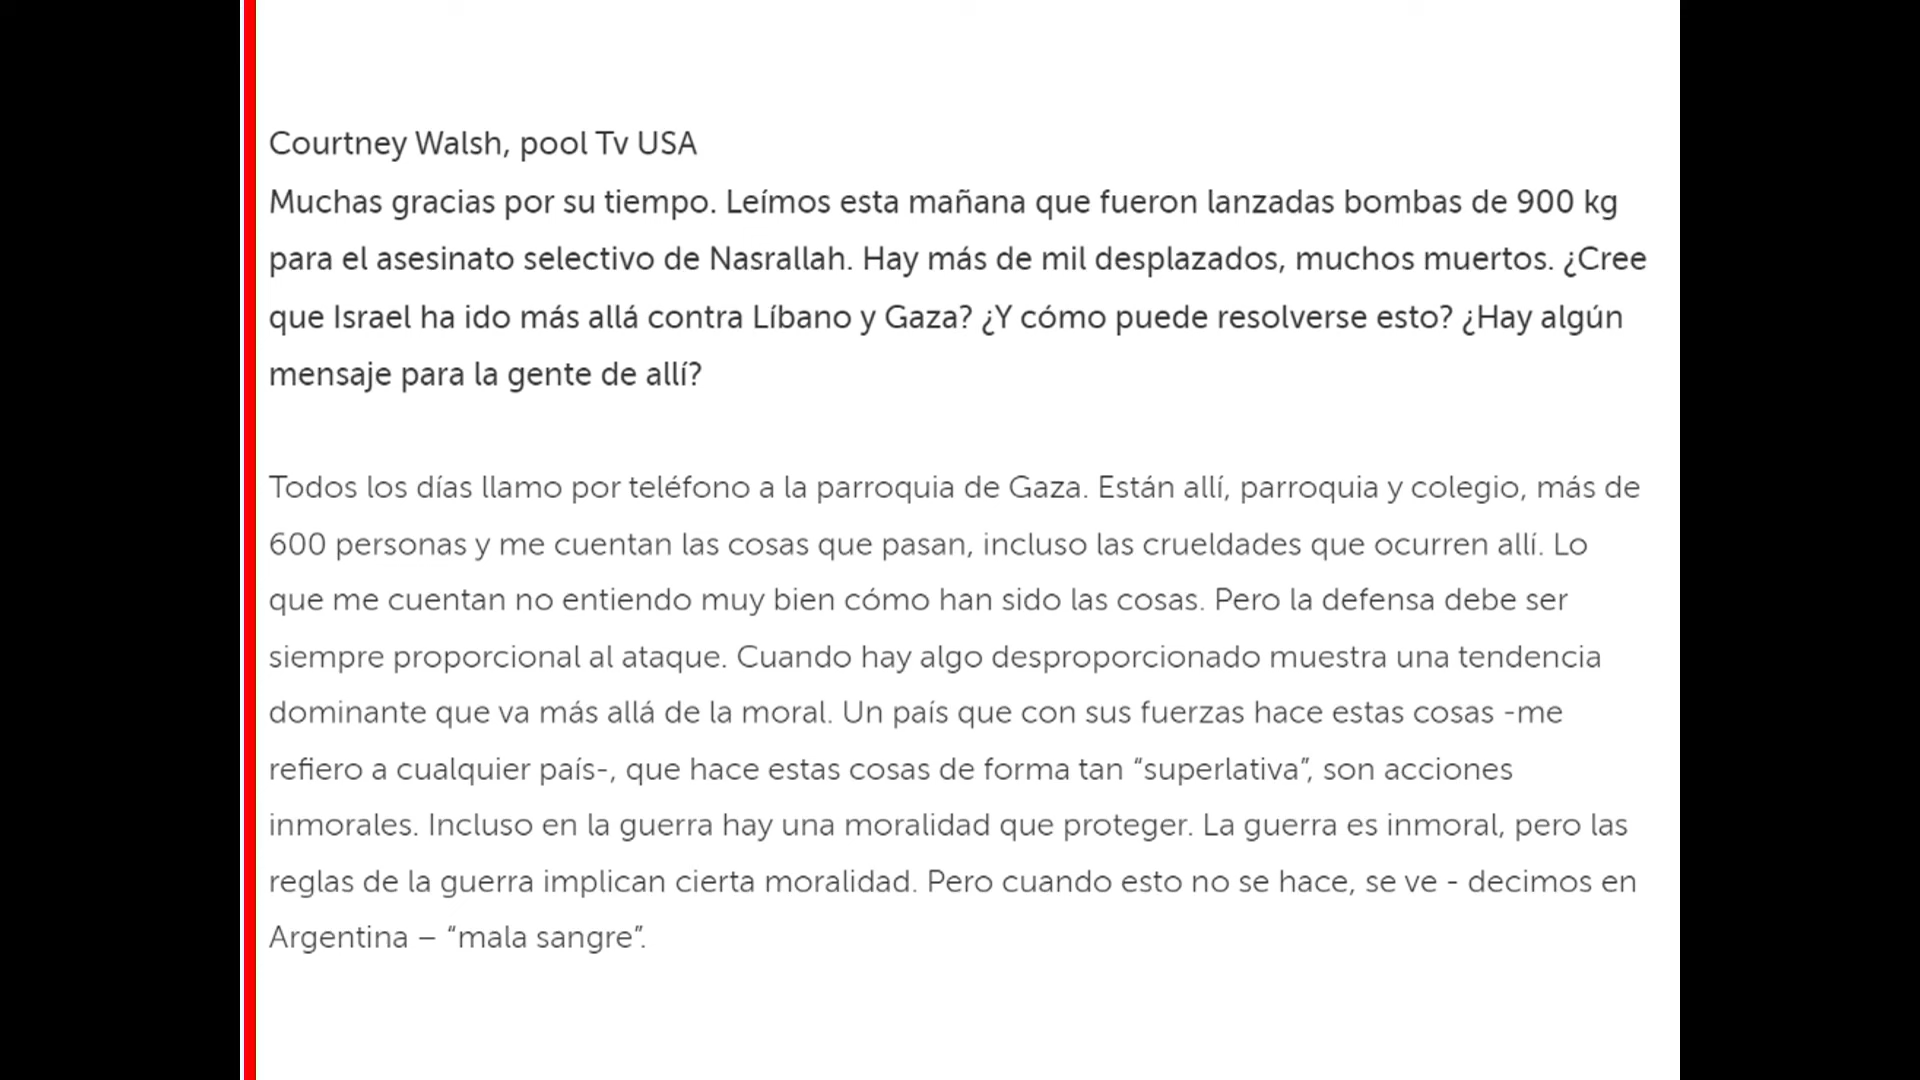 Courtney Walsh, pool Tv USA
Muchas gracias por su tiempo. Leímos esta mañana que fueron lanzadas bombas de 900 kg
para el asesinato selectivo de Nasrallah. Hay más de mil desplazados, muchos muertos. ¿Cree
que Israel ha ido más allá contra Líbano y Gaza? ¿Y cómo puede resolverse esto? ¿Hay algún
mensaje para la gente de allí?
Todos los días llamo por teléfono a la parroquia de Gaza. Están allí, parroquia y colegio, más de
600 personas y me cuentan las cosas que pasan, incluso las crueldades que ocurren allí. Lo
que me cuentan no entiendo muy bien cómo han sido las cosas. Pero la defensa debe ser
siempre proporcional al ataque. Cuando hay algo desproporcionado muestra una tendencia
dominante que va más allá de la moral. Un país que con sus fuerzas hace estas cosas -me
refiero a cualquier país-, que hace estas cosas de forma tan “superlativa”, son acciones
inmorales. Incluso en la guerra hay una moralidad que proteger. La guerra es inmoral, pero las
reglas de la guerra implican cierta moralidad. Pero cuando esto no se hace, se ve - decimos en
Argentina – “mala sangre”.